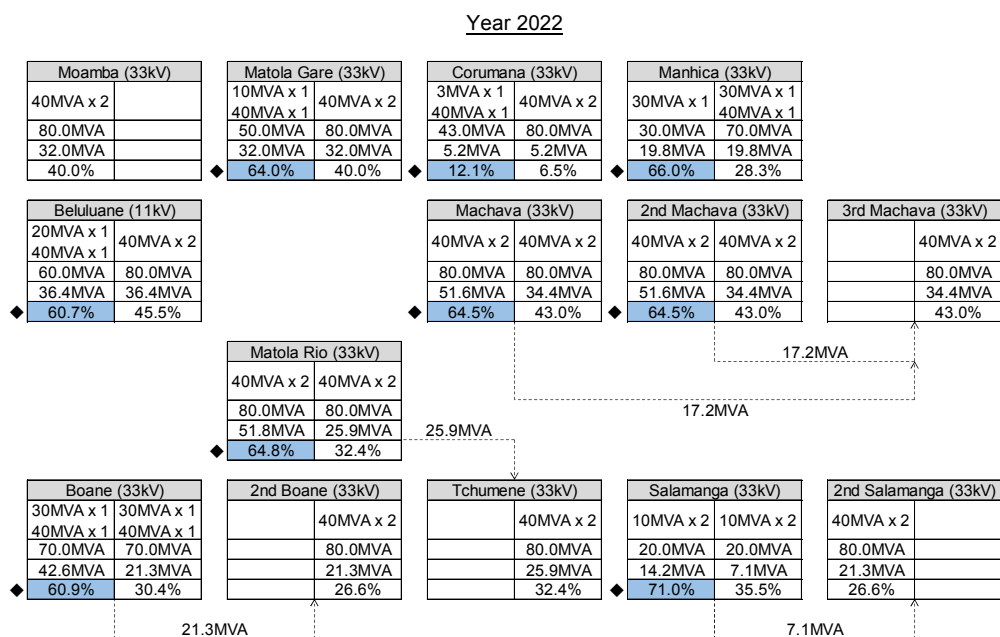 Year 2022
Moamba (33kV)
40MVA x 2
80.0MVA
32.0MVA
40.0%
Matola Gare (33kV)
10MVA x 1
40MVA x 1
40MVA x 2
50.0MVA 80.0MVA
32.0MVA 32.0MVA
◆ 64.0% 40.0%
Corumana (33kV)
3MVA x 1
40MVA x 1
40MVA x 2
43.0MVA 80.0MVA
5.2MVA 5.2MVA
◆ 12.1% 6.5%
Manhica (33kV)
30MVA x 1
30MVA x 1
40MVA x 1
30.0MVA 70.0MVA
19.8MVA 19.8MVA
◆ 66.0% 28.3%
Beluluane (11kV)
20MVA x 1
40MVA x 1
40MVA x 2
60.0MVA 80.0MVA
36.4MVA 36.4MVA
◆ 60.7% 45.5%
Machava (33kV)
40MVA x 2 40MVA x 2
80.0MVA 80.0MVA
51.6MVA 34.4MVA
◆ 64.5% 43.0%
2nd Machava (33kV)
40MVA x 2 40MVA x 2
80.0MVA 80.0MVA
51.6MVA 34.4MVA
◆ 64.5% 43.0%
3rd Machava (33kV)
40MVA x 2
80.0MVA
34.4MVA
43.0%
17.2MVA
17.2MVA
Matola Rio (33kV)
40MVA x 2 40MVA x 2
80.0MVA 80.0MVA
51.8MVA 25.9MVA
◆ 64.8% 32.4%
25.9MVA
Boane (33kV)
30MVA x 1 30MVA x 1
40MVA x 1 40MVA x 1
70.0MVA 70.0MVA
42.6MVA 21.3MVA
◆ 60.9% 30.4%
2nd Boane (33kV)
40MVA x 2
80.0MVA
21.3MVA
26.6%
Tchumene (33kV)
40MVA x 2
80.0MVA
25.9MVA
32.4%
Salamanga (33kV)
10MVA x 2 10MVA x 2
20.0MVA 20.0MVA
14.2MVA 7.1MVA
◆ 71.0% 35.5%
2nd Salamanga (33kV)
40MVA x 2
80.0MVA
21.3MVA
26.6%
21.3MVA
7.1MVA